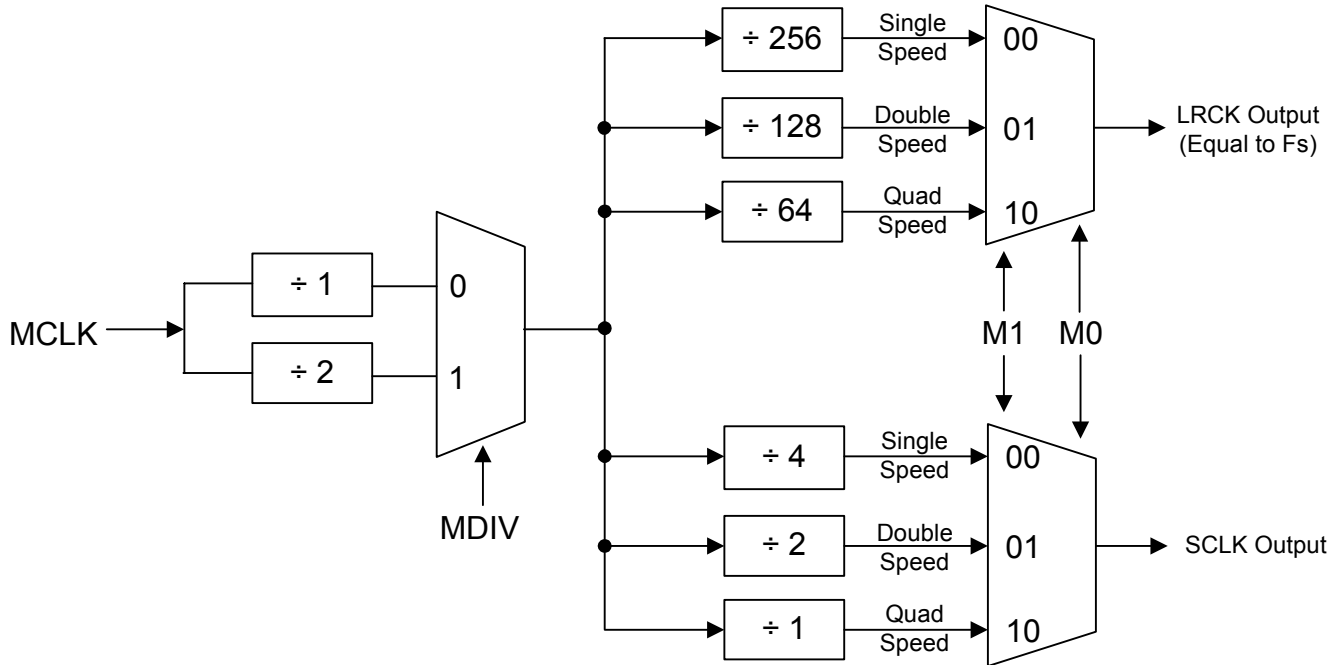 ÷ 256
Single
Speed
00
÷ 128
Double
Speed
01
LRCK Output
(Equal to Fs)
÷ 64
Quad
Speed
10
MCLK
÷ 1
0
÷ 2
1
MDIV
M1
M0
÷ 4
Single
Speed
00
÷ 2
Double
Speed
01
SCLK Output
÷ 1
Quad
Speed
10